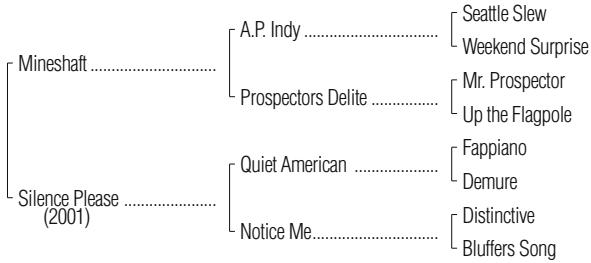 Seattle Slew
A.P. Indy ..................................
Weekend Surprise
Mineshaft ................................
Mr. Prospector
Prospectors Delite .................
Up the Flagpole
Fappiano
Quiet American .....................
Demure
Silence Please ........................
(2001)
Distinctive
Notice Me................................
Bluffers Song